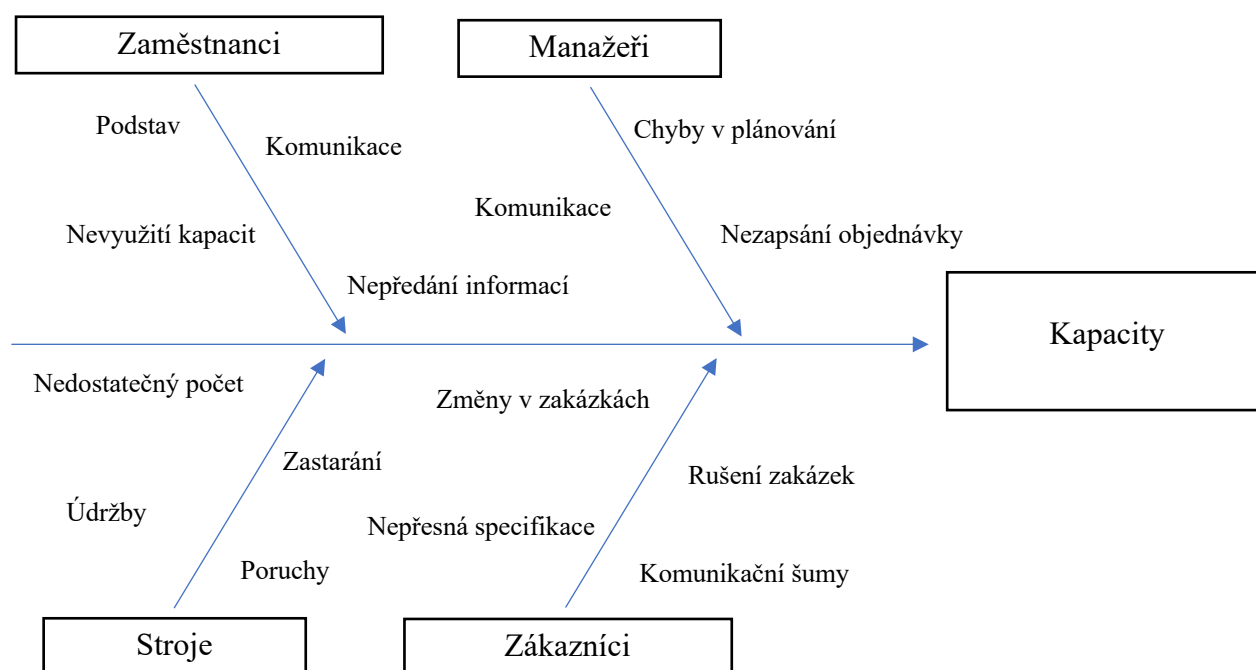 Zaměstnanci
Manažeři
Podstav
Komunikace
Chyby v plánování
Komunikace
Nevyužití kapacit
Nezapsání objednávky
Nepředání informací
Kapacity
Nedostatečný počet
Změny v zakázkách
Zastarání
Rušení zakázek
Údržby
Nepřesná specifikace
Poruchy
Komunikační šumy
Stroje
Zákazníci